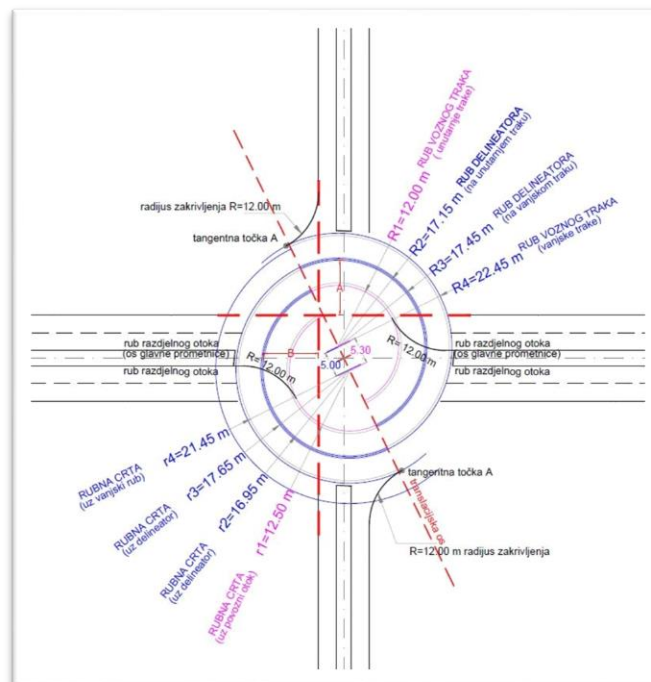 R1=12.00 m RUB VOZNOG TRAKA
( unutarnje trake)
R2=17.15 m RUB DELINEATORA
(na unutarnjem traku)
R3=17.45 m RUB DELINEATORA
(na vanjskom traku)
R4=22.45 m RUB VOZNOG TRAKA
(vanjske trake)
radijus zakrivljenja R=12.00 m
tangentna točka A
A
rub razdjelnog otoka
(os glavne prometnice)
rub razdjelnog otoka
B
R=12.00 m
5.30
5.00
R=12.00 m
rub razdjelnog otoka
(os glavne prometnice)
rub razdjelnog otoka
r4=21.45 m
RUBNA CRTA
(uz vanjski rub)
r3=17.65 m
RUBNA CRTA
(uz delineator)
r2=16.95 m
RUBNA CRTA
(uz delineator)
r1=12.50 m
RUBNA CRTA
(uz povozni otok)
tangentna točka A
translacijska os
R=12.00 m radijus zakrivljenja